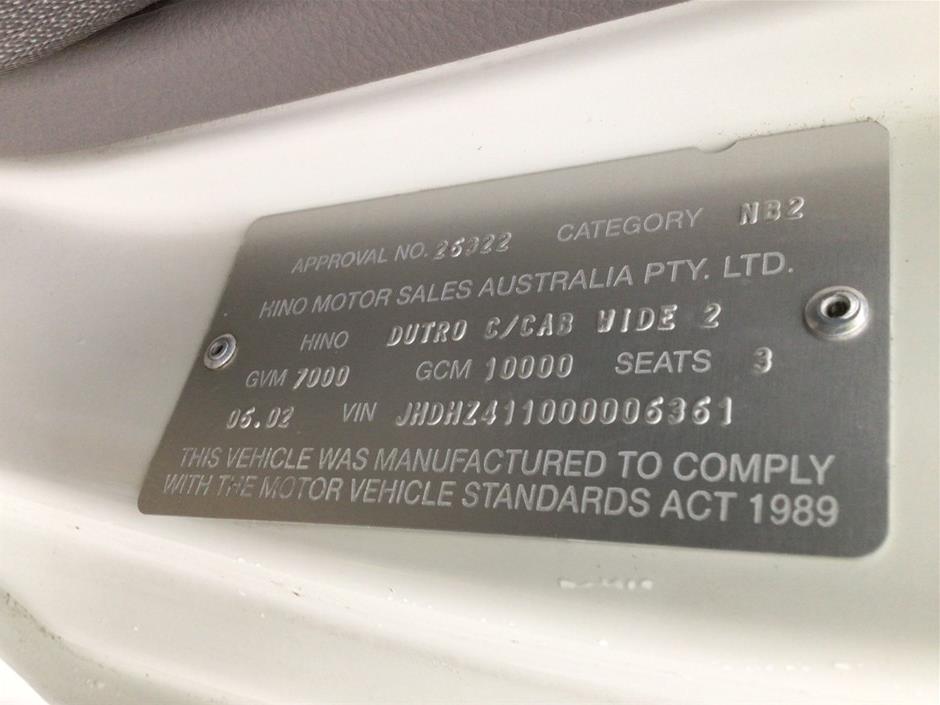 APPROVAL NO. 26922 CATEGORY NB2
HINO MOTOR SALES AUSTRALIA PTY. LTD.
HINO DUTRO C/CAB WIDE 2
GVM 7000 GCM 10000 SEATS 3
06.02 VIN JHDHZ411000006361
THIS VEHICLE WAS MANUFACTURED TO COMPLY
WITH THE MOTOR VEHICLE STANDARDS ACT 1989